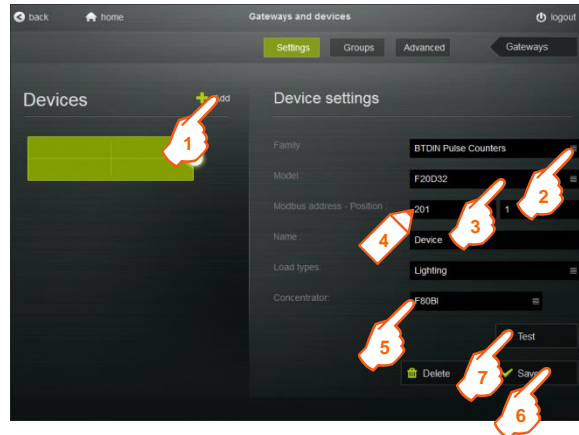 back home Gateways and devices logout
Settings Groups Advanced Gateways
Devices dd Device settings
1
Family BTDIN Pulse Counters
2
Model: F20D32
3
Modbus address - Position : 201 1
4
Name : Device
Load types: Lighting
Concentrator: F80BI
5
Test
7
Delete Save
6